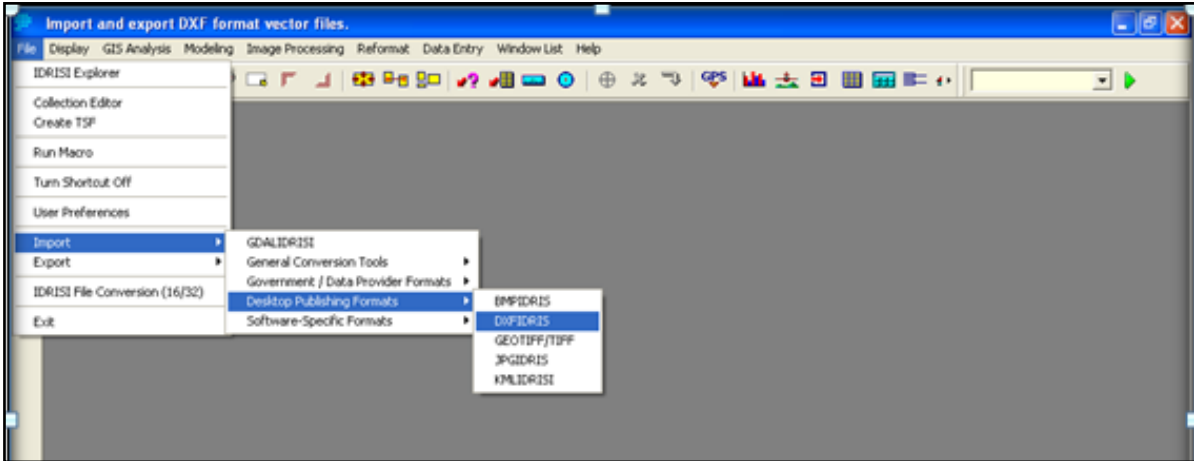 Import and export DXF format vector files.
File Display GIS Analysis Modeling Image Processing Reformat Data Entry Window List Help
IDRISI Explorer
Collection Editor
Create TSF
Run Macro
Turn Shortcut Off
User Preferences
Import
Export
IDRISI File Conversion (16/32)
Exit
GDALIDRISI
General Conversion Tools
Government / Data Provider Formats
Desktop Publishing Formats
Software-Specific Formats
BMPIDRIS
DXFIDRIS
GEOTIFF/TIFF
JPGIDRIS
KMLIDRISI
GPS